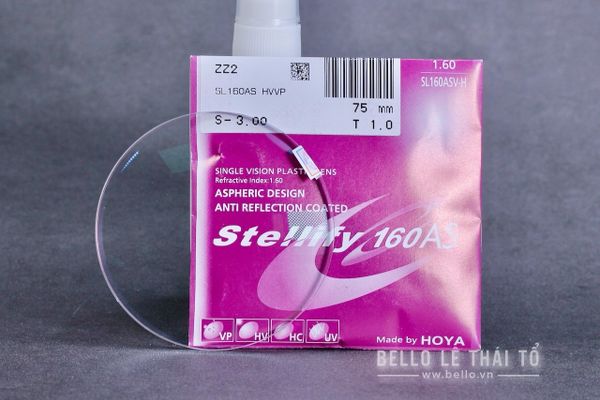 ZZ2
1.60
SL160AS HVVP
SL160ASV-H
75 mm
S- 3.00
T 1.0
SINGLE VISION PLASTIC LENS
Refractive Index:1.60
ASPHERIC DESIGN
ANTI REFLECTION COATED
Stellify 160AS
VP HV HC UV
Made by HOYA
BELLO LÊ THÁI TỔ
www.bello.vn